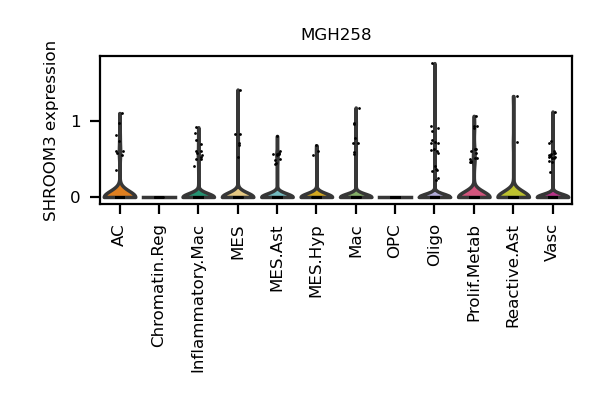 MGH258
SHROOM3 expression
1
0
AC
Chromatin.Reg
Inflammatory.Mac
MES
MES.Ast
MES.Hyp
Mac
OPC
Oligo
Prolif.Metab
Reactive.Ast
Vasc